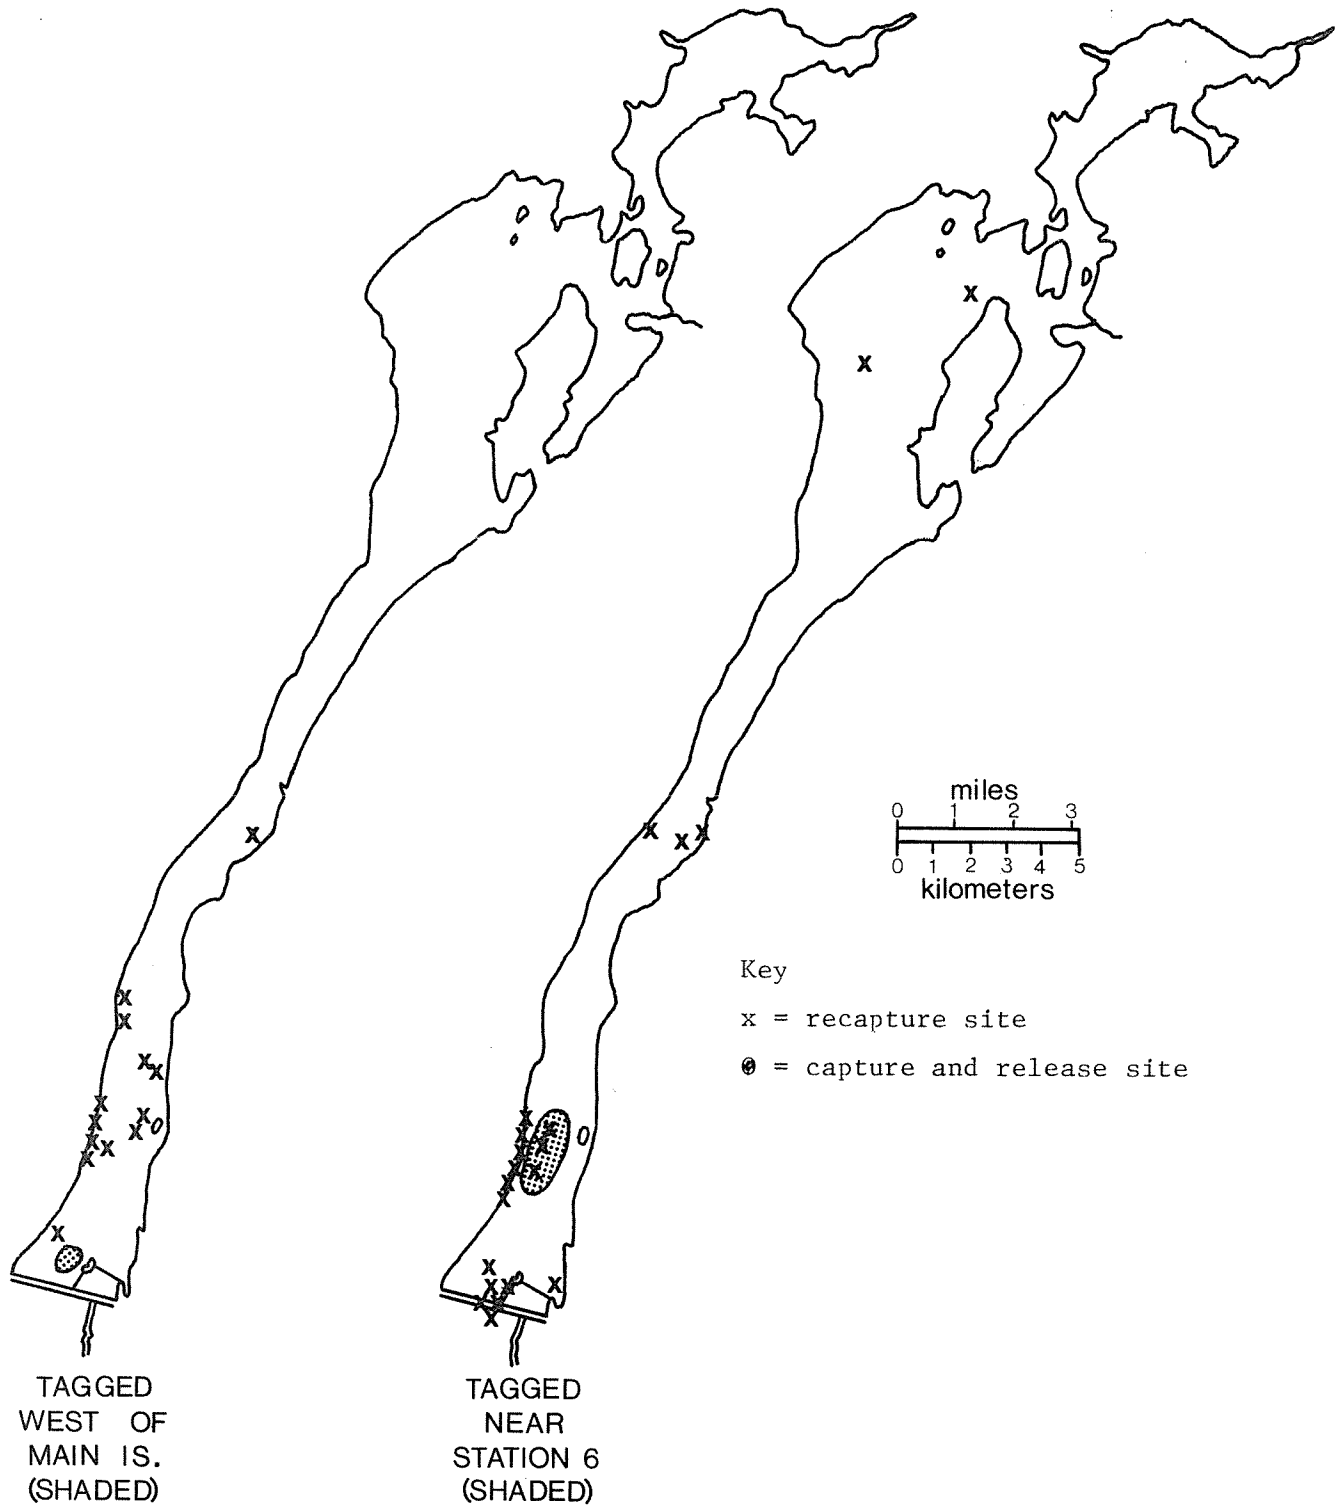 miles
0 1 2 3
0 1 2 3 4 5
kilometers
Key
x = recapture site
= capture and release site
TAGGED
WEST OF
MAIN IS.
(SHADED)
TAGGED
NEAR
STATION 6
(SHADED)